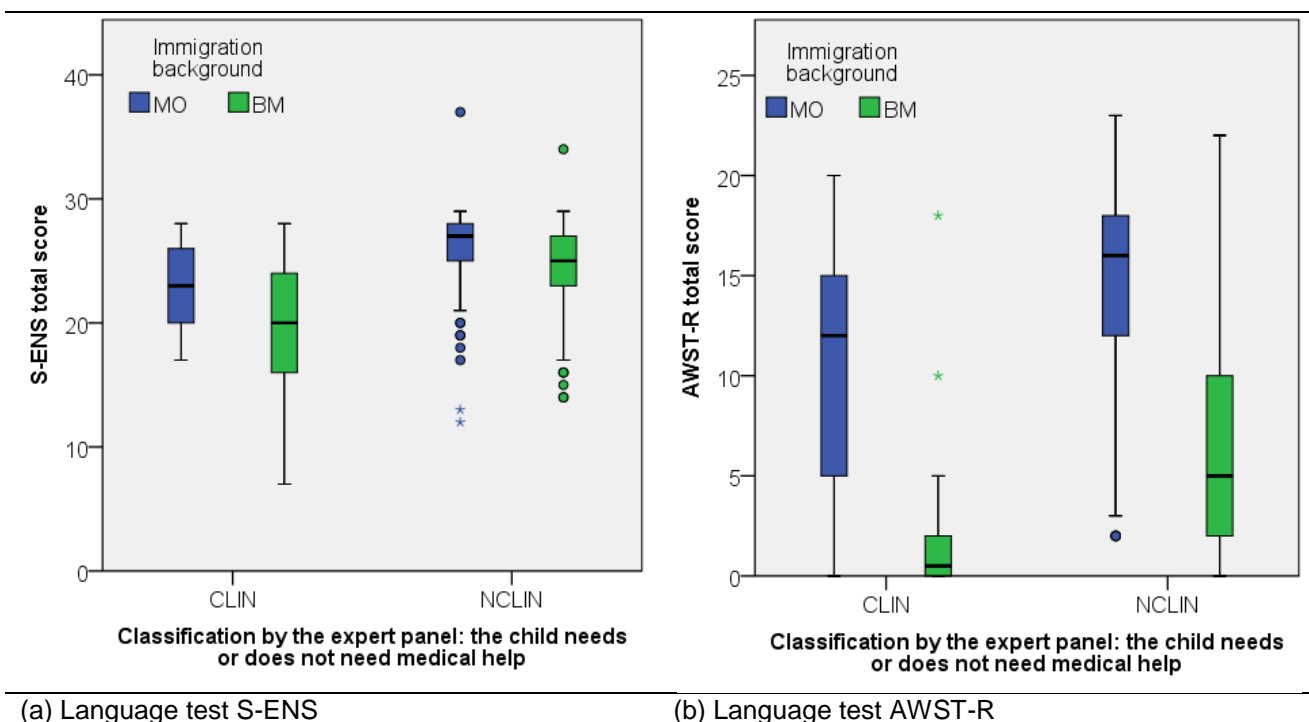 Immigration
background
MO BM
40
30
20
10
0
S-ENS total score
CLIN NCLIN
Classification by the expert panel: the child needs
or does not need medical help
(a) Language test S-ENS
Immigration
background
MO BM
25
20
15
10
5
0
AWST-R total score
CLIN NCLIN
Classification by the expert panel: the child needs
or does not need medical help
(b) Language test AWST-R